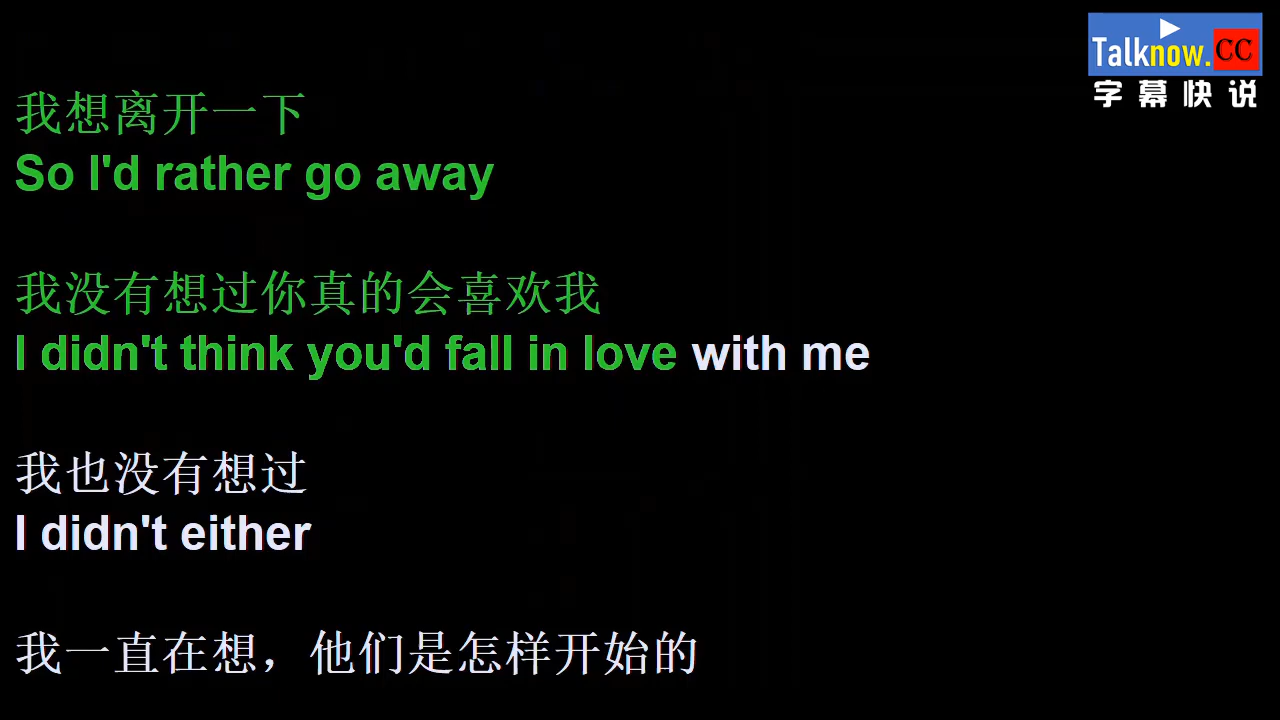 Talknow.CC
字幕快说
我想离开一下
So I'd rather go away
我没有想过你真的会喜欢我
I didn't think you'd fall in love with me
我也没有想过
I didn't either
我一直在想，他们是怎样开始的